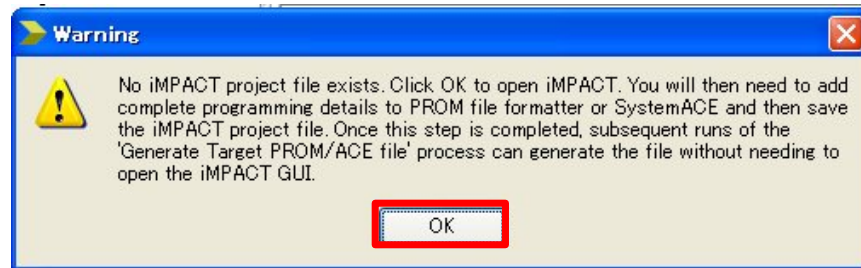 Warning
No iMPACT project file exists. Click OK to open iMPACT. You will then need to add
complete programming details to PROM file formatter or SystemACE and then save
the iMPACT project file. Once this step is completed, subsequent runs of the
'Generate Target PROM/ACE file' process can generate the file without needing to
open the iMPACT GUI.
OK